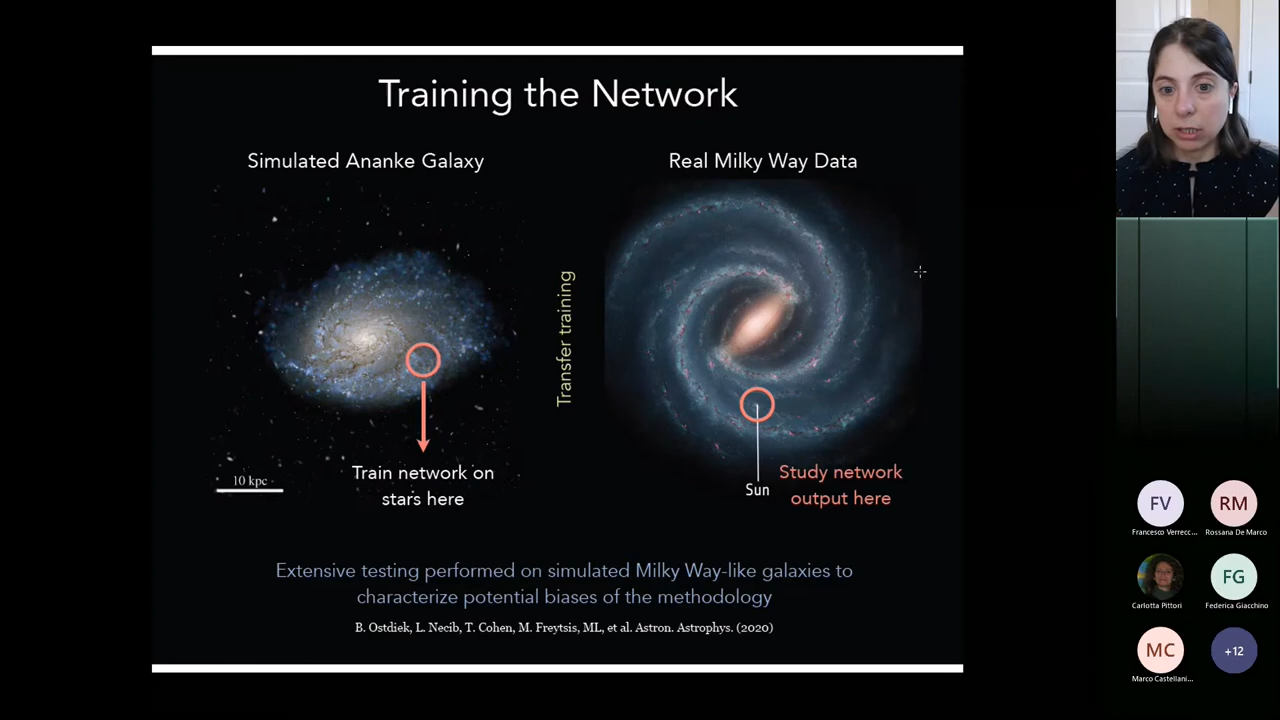 Training the Network
Simulated Ananke Galaxy
Real Milky Way Data
Transfer training
10 kpc
Train network on
stars here
Sun
Study network
output here
Extensive testing performed on simulated Milky Way-like galaxies to
characterize potential biases of the methodology
B. Ostdiek, L. Necib, T. Cohen, M. Freytsis, ML, et al. Astron. Astrophys. (2020)
FV
RM
Francesco Verrecc...
Rossana De Marco
FG
Carlotta Pittori
Federica Giacchino
MC
+12
Marco Castellani...